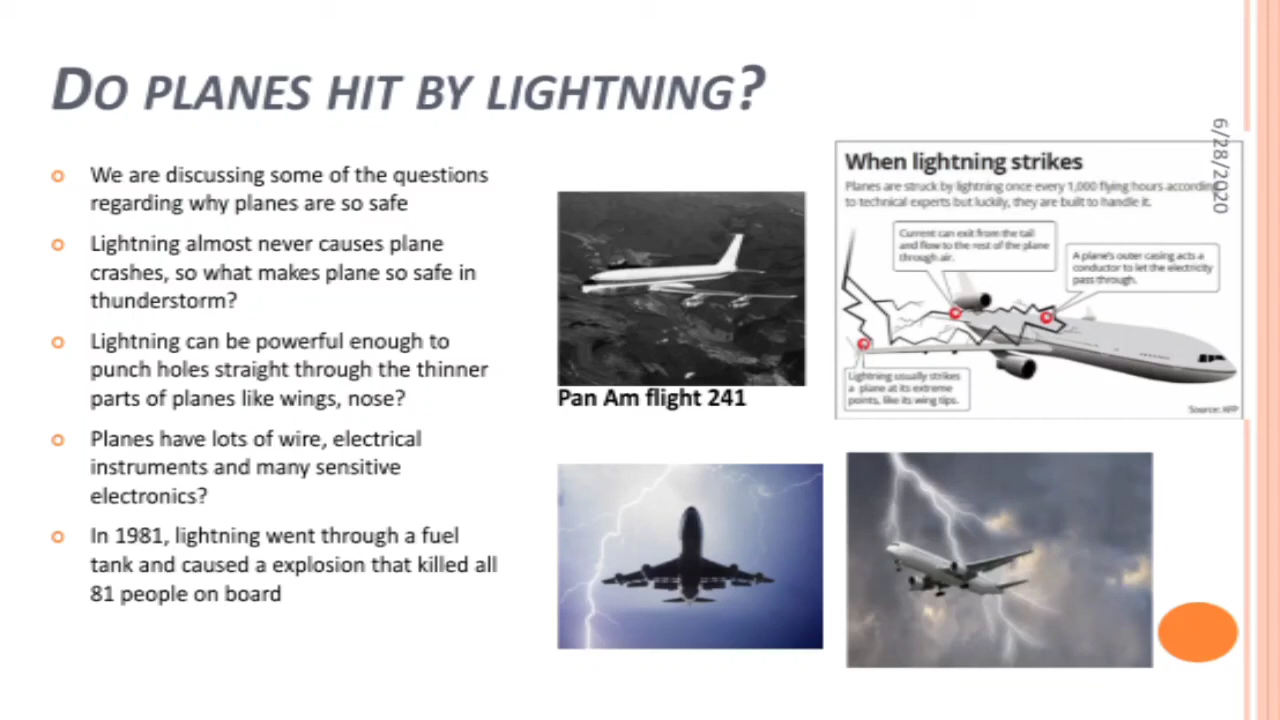 DO PLANES HIT BY LIGHTNING?
We are discussing some of the questions
regarding why planes are so safe
Lightning almost never causes plane
crashes, so what makes plane so safe in
thunderstorm?
Lightning can be powerful enough to
punch holes straight through the thinner
parts of planes like wings, nose?
Planes have lots of wire, electrical
instruments and many sensitive
electronics?
In 1981, lightning went through a fuel
tank and caused a explosion that killed all
81 people on board
Pan Am flight 241
When lightning strikes
Planes are struck by lightning once every 1,000 flying hours according
to technical experts but luckily, they are built to handle it.
Current can exit from the tail
and flow to the rest of the plane
through air.
A plane's outer casing acts a
conductor to let the electricity
pass through.
Lightning usually strikes
a plane at its extreme
points, like its wing tips.
Source: AFP
6/28/2020